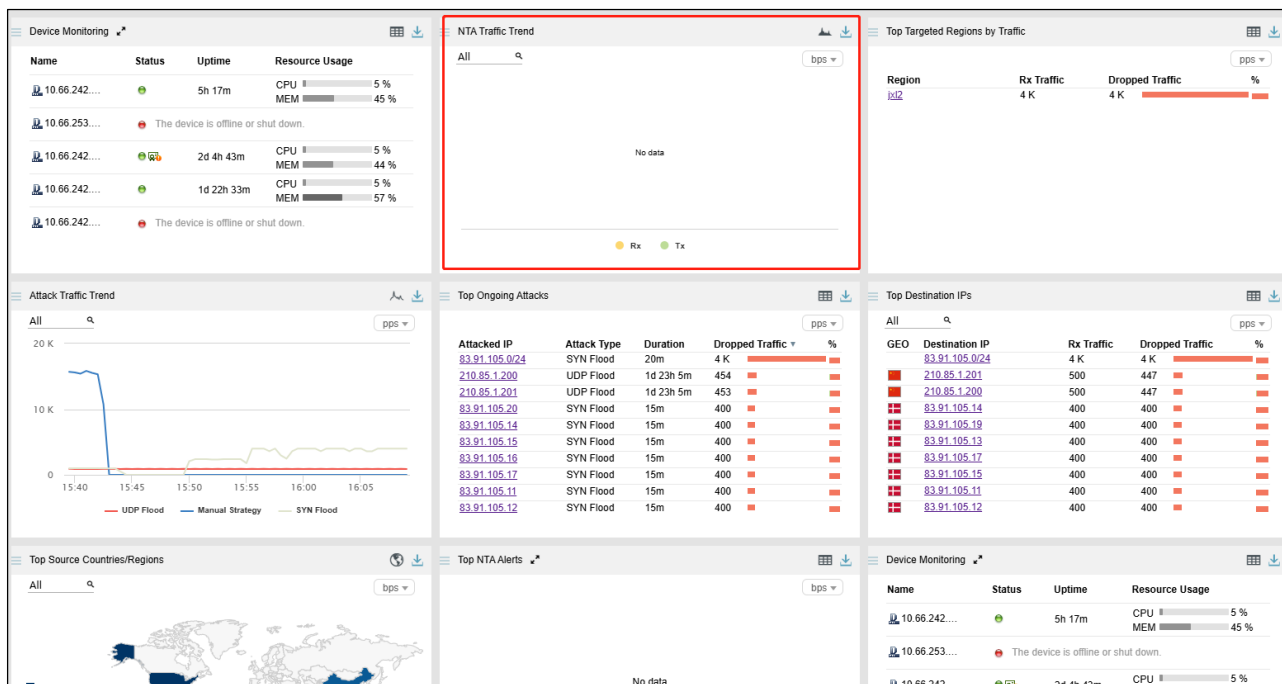 Device Monitoring
Name Status Uptime Resource Usage
10.66.242.... 5h 17m CPU 5 %
MEM 45 %
10.66.253.... The device is offline or shut down.
10.66.242.... 2d 4h 43m CPU 5 %
MEM 44 %
10.66.242.... 1d 22h 33m CPU 5 %
MEM 57 %
10.66.242.... The device is offline or shut down.
NTA Traffic Trend
All bps
No data
Rx Tx
Top Targeted Regions by Traffic
pps
Region Rx Traffic Dropped Traffic %
jxl2 4 K 4 K
Attack Traffic Trend
All pps
20 K
10 K
0
15:40 15:45 15:50 15:55 16:00 16:05
UDP Flood Manual Strategy SYN Flood
Top Ongoing Attacks
pps
Attacked IP Attack Type Duration Dropped Traffic %
83.91.105.0/24 SYN Flood 20m 4 K
210.85.1.200 UDP Flood 1d 23h 5m 454
210.85.1.201 UDP Flood 1d 23h 5m 453
83.91.105.20 SYN Flood 15m 400
83.91.105.14 SYN Flood 15m 400
83.91.105.15 SYN Flood 15m 400
83.91.105.16 SYN Flood 15m 400
83.91.105.17 SYN Flood 15m 400
83.91.105.11 SYN Flood 15m 400
83.91.105.12 SYN Flood 15m 400
Top Destination IPs
All pps
GEO Destination IP Rx Traffic Dropped Traffic %
83.91.105.0/24 4 K 4 K
210.85.1.201 500 447
210.85.1.200 500 447
83.91.105.14 400 400
83.91.105.19 400 400
83.91.105.13 400 400
83.91.105.17 400 400
83.91.105.15 400 400
83.91.105.11 400 400
83.91.105.12 400 400
Top Source Countries/Regions
All bps
Top NTA Alerts
bps
No data
Device Monitoring
Name Status Uptime Resource Usage
10.66.242.... 5h 17m CPU 5 %
MEM 45 %
10.66.253.... The device is offline or shut down.
10.66.242.... 2d 4h 43m CPU 5 %